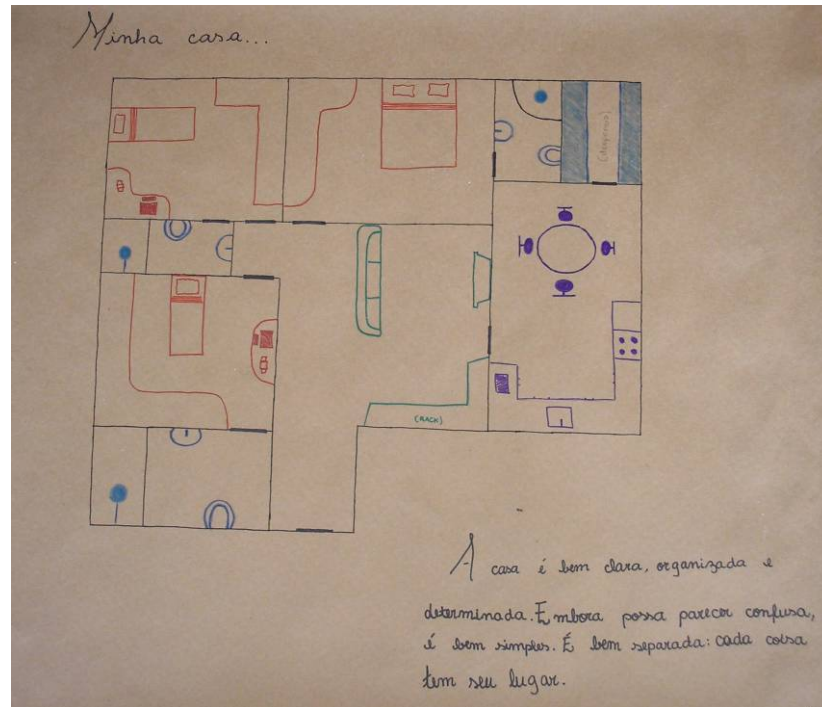 Minha casa...
(despensa)
(RACK)
A casa é bem clara, organizada e
determinada. Embora possa parecer confusa,
é bem simples. É bem separada: cada coisa
tem seu lugar.